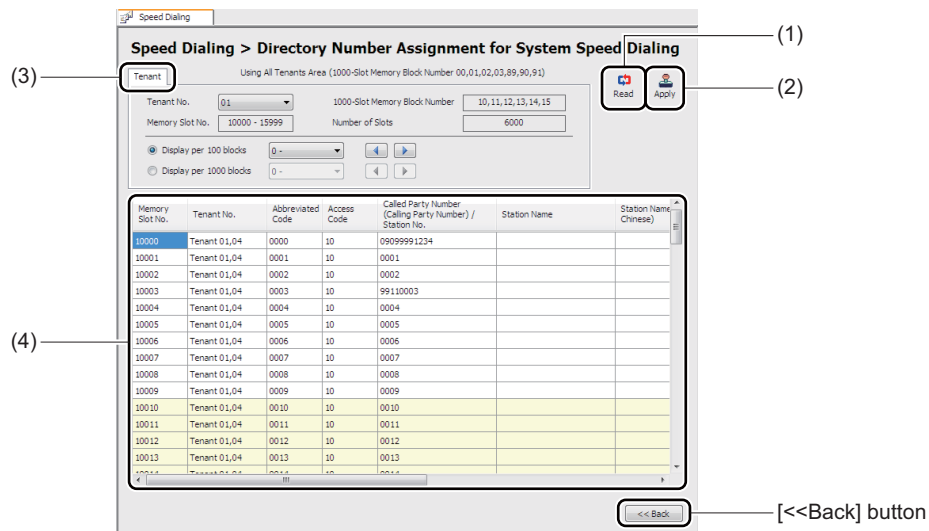 Speed Dialing
Speed Dialing > Directory Number Assignment for System Speed Dialing
(1)
(3)
Tenant
Using All Tenants Area (1000-Slot Memory Block Number 00,01,02,03,89,90,91)
Read
Apply
(2)
Tenant No. 01 1000-Slot Memory Block Number 10,11,12,13,14,15
Memory Slot No. 10000 - 15999 Number of Slots 6000
Display per 100 blocks 0 -
Display per 1000 blocks 0 -
Memory Slot No. Tenant No. Abbreviated Code Access Code Called Party Number (Calling Party Number) / Station No. Station Name Station Name Chinese)
10000 Tenant 01,04 0000 10 09099991234
10001 Tenant 01,04 0001 10 0001
10002 Tenant 01,04 0002 10 0002
10003 Tenant 01,04 0003 10 99110003
10004 Tenant 01,04 0004 10 0004
10005 Tenant 01,04 0005 10 0005
(4)
10006 Tenant 01,04 0006 10 0006
10007 Tenant 01,04 0007 10 0007
10008 Tenant 01,04 0008 10 0008
10009 Tenant 01,04 0009 10 0009
10010 Tenant 01,04 0010 10 0010
10011 Tenant 01,04 0011 10 0011
10012 Tenant 01,04 0012 10 0012
10013 Tenant 01,04 0013 10 0013
<< Back
[<<Back] button